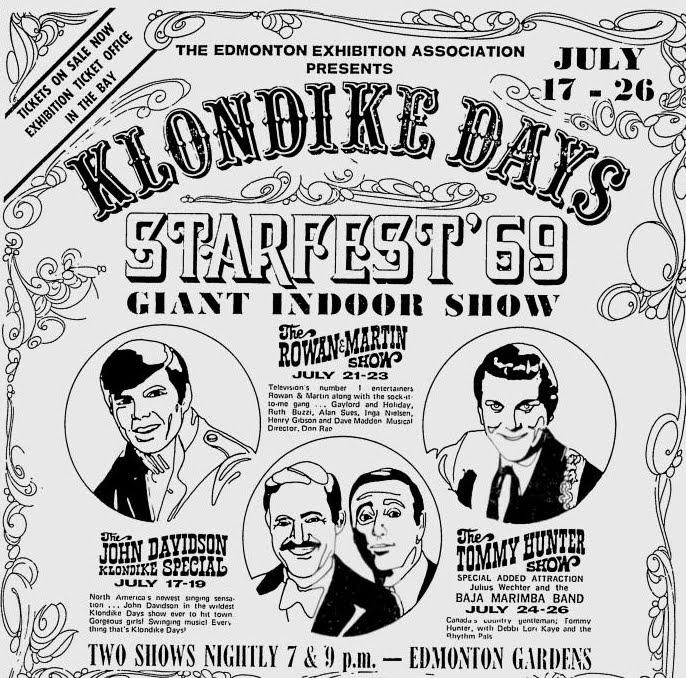 TICKETS ON SALE NOW
EXHIBITION TICKET OFFICE
IN THE BAY
THE EDMONTON EXHIBITION ASSOCIATION
PRESENTS
JULY
17 - 26
KLONDIKE DAYS
STARFEST '69
GIANT INDOOR SHOW
The
ROWAN & MARTIN
SHOW
JULY 21-23
Television's number 1 entertainers
Rowan & Martin along with the sock-it-
to-me gang ... Gaylord and Holiday,
Ruth Buzzi, Alan Sues, Inga Nielsen,
Henry Gibson and Dave Madden Musical
Director, Don Rae
The
JOHN DAVIDSON
KLONDIKE SPECIAL
JULY 17-19
North America's newest singing sensa-
tion ... John Davidson in the wildest
Klondike Days show ever to hit town.
Gorgeous girls! Swinging music! Every
thing that's Klondike Days!
The
TOMMY HUNTER
SHOW
SPECIAL ADDED ATTRACTION
Julius Wechter and the
BAJA MARIMBA BAND
JULY 24-26
Canada's country gentleman; Tommy
Hunter, with Debbi Lori Kaye and the
Rhythm Pals
TWO SHOWS NIGHTLY 7 & 9 p.m. — EDMONTON GARDENS